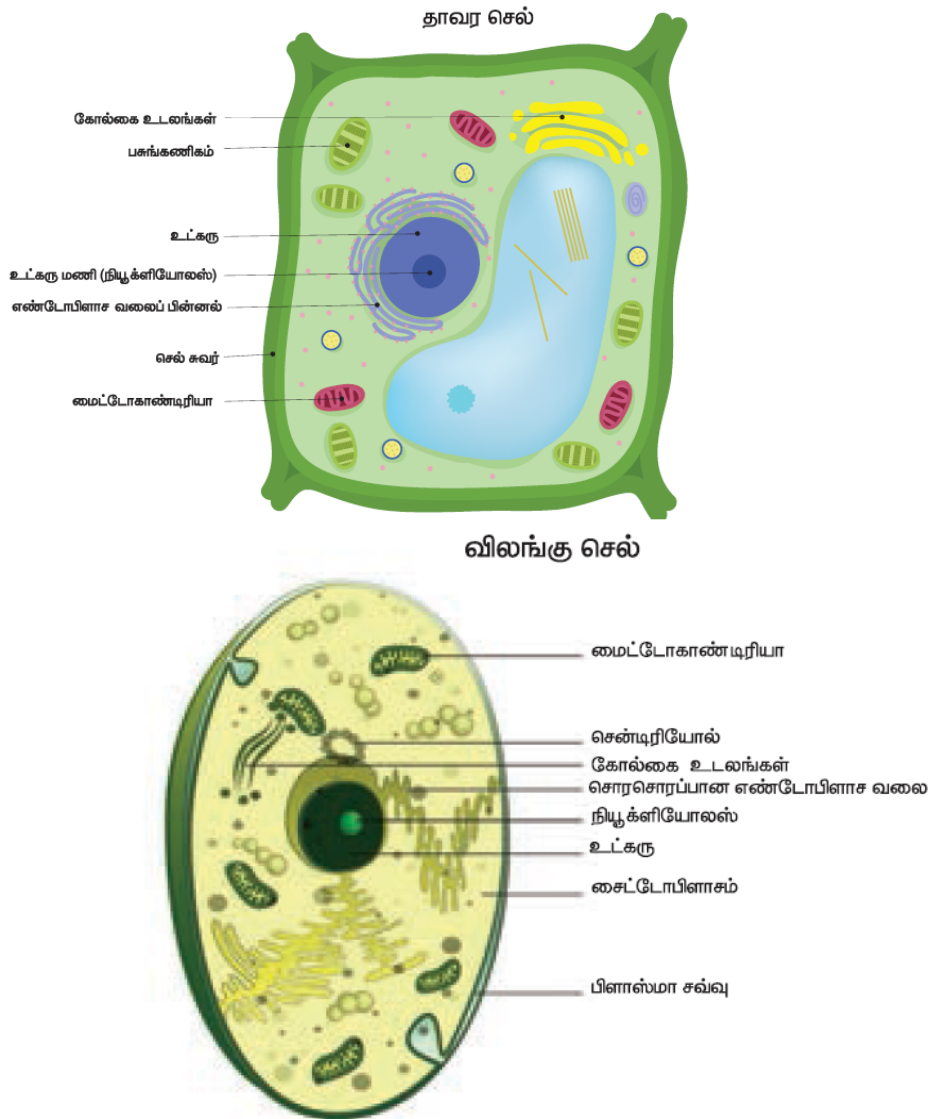 தாவர செல்
கோல்கை உடலங்கள்
பசுங்கணிகம்
உட்கரு
உட்கரு மணி (நியூக்ளியோலஸ்)
எண்டோபிளாச வலைப் பின்னல்
செல் சுவர்
மைட்டோகாண்டிரியா
விலங்கு செல்
மைட்டோகாண்டிரியா
சென்டிரியோல்
கோல்கை உடலங்கள்
சொரசொரப்பான எண்டோபிளாச வலை
நியூக்ளியோலஸ்
உட்கரு
சைட்டோபிளாசம்
பிளாஸ்மா சவ்வு